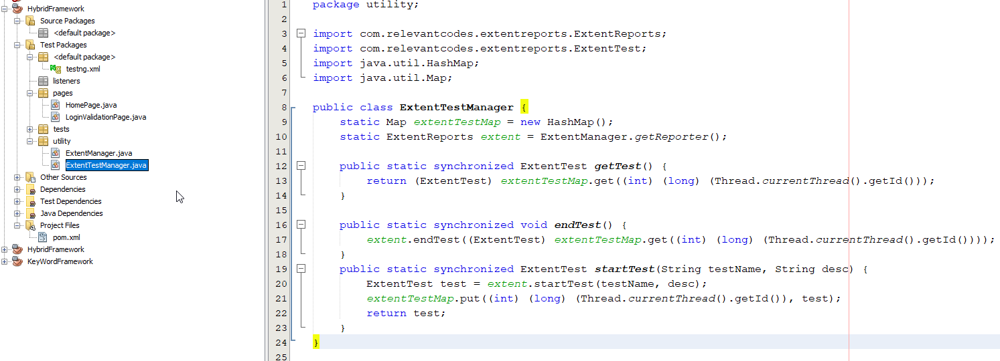 HybridFramework
Source Packages
<default package>
Test Packages
<default package>
testng.xml
listeners
pages
HomePage.java
LoginValidationPage.java
tests
utility
ExtentManager.java
ExtentTestManager.java
Other Sources
Dependencies
Test Dependencies
Java Dependencies
Project Files
pom.xml
HybridFramework
KeyWordFramework
1 package utility;
2
3 import com.relevantcodes.extentreports.ExtentReports;
4 import com.relevantcodes.extentreports.ExtentTest;
5 import java.util.HashMap;
6 import java.util.Map;
7
8 public class ExtentTestManager {
9 static Map extentTestMap = new HashMap();
10 static ExtentReports extent = ExtentManager.getReporter();
11
12 public static synchronized ExtentTest getTest() {
13 return (ExtentTest) extentTestMap.get((int) (long) (Thread.currentThread().getId()));
14 }
15
16 public static synchronized void endTest() {
17 extent.endTest((ExtentTest) extentTestMap.get((int) (long) (Thread.currentThread().getId())));
18 }
19 public static synchronized ExtentTest startTest(String testName, String desc) {
20 ExtentTest test = extent.startTest(testName, desc);
21 extentTestMap.put((int) (long) (Thread.currentThread().getId()), test);
22 return test;
23 }
24 }
25